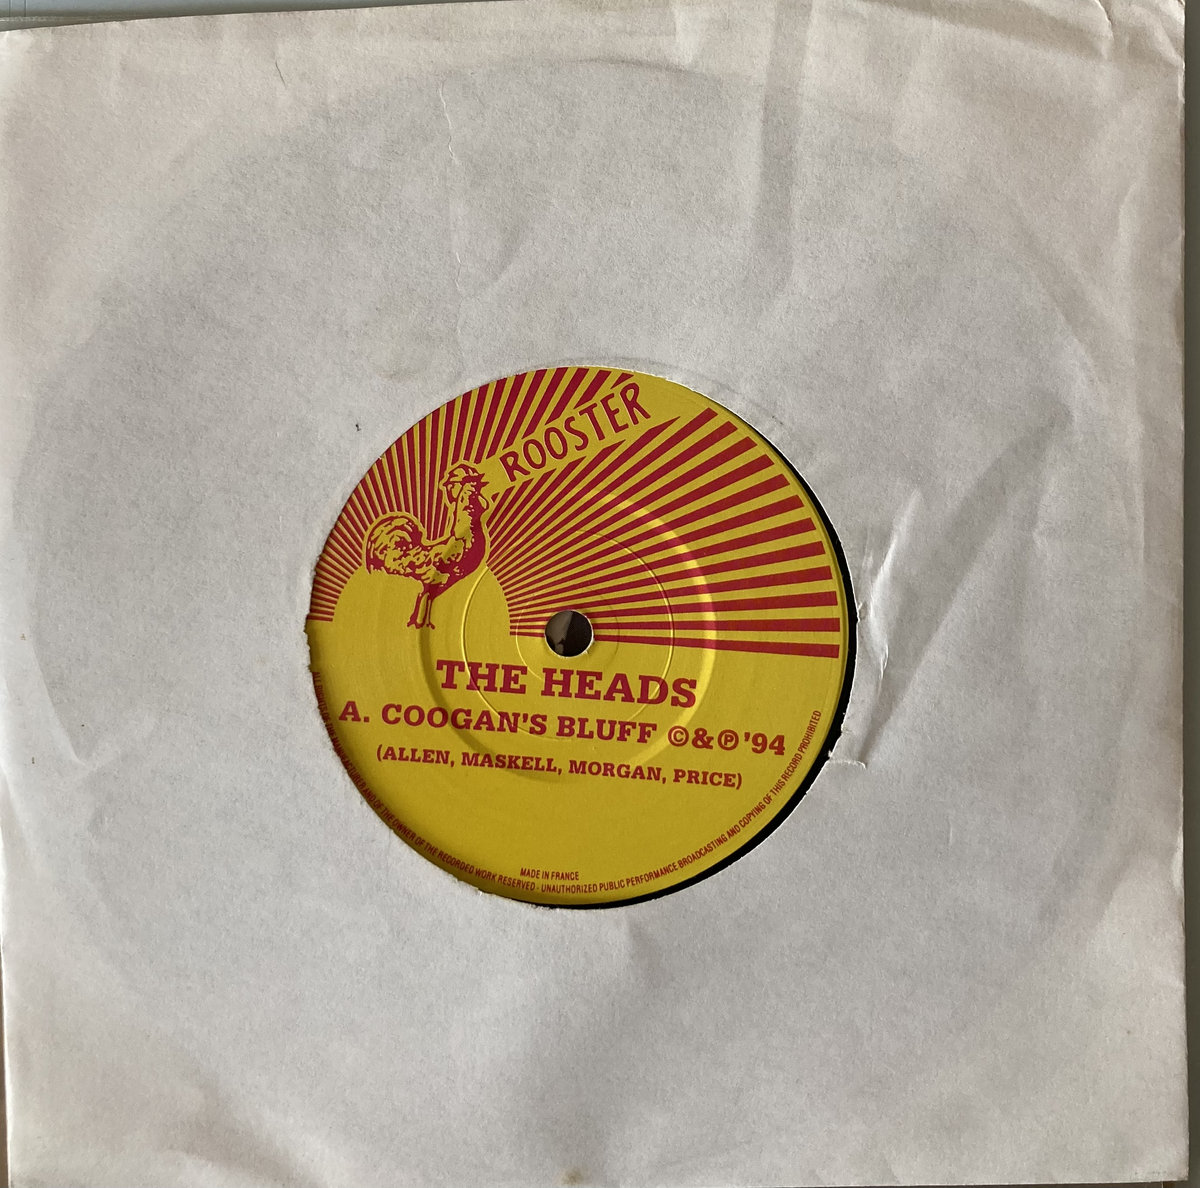 ROOSTER
THE HEADS
A. COOGAN'S BLUFF ©&℗'94
(ALLEN, MASKELL, MORGAN, PRICE)
MADE IN FRANCE
OF THE OWNER OF THE RECORDED WORK RESERVED - UNAUTHORIZED PUBLIC PERFORMANCE BROADCASTING AND COPYING OF THIS RECORD PROHIBITED